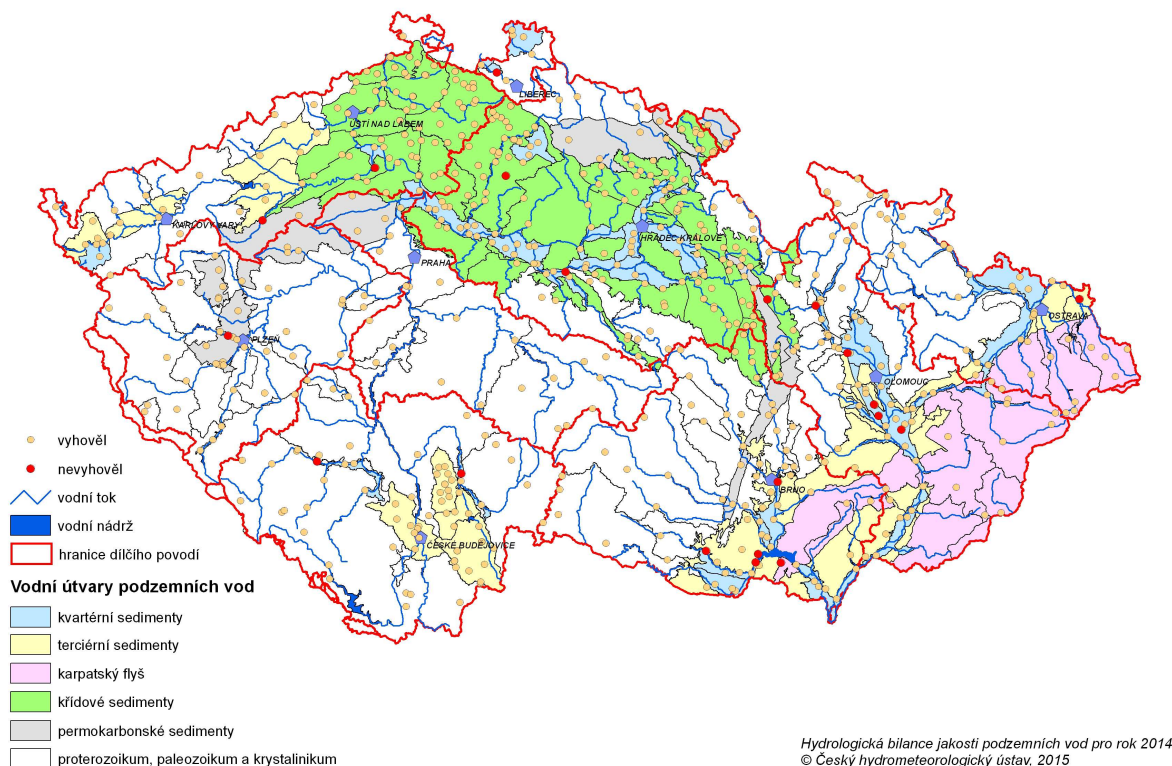 LIBEREC
ÚSTÍ NAD LABEM
KARLOVY VARY
HRADEC KRÁLOVÉ
PRAHA
OSTRAVA
PLZEŇ
OLOMOUC
BRNO
ČESKÉ BUDĚJOVICE
vyhověl
nevyhověl
vodní tok
vodní nádrž
hranice dílčího povodí
Vodní útvary podzemních vod
kvartérní sedimenty
terciérní sedimenty
karpatský flyš
křídové sedimenty
permokarbonské sedimenty
proterozoikum, paleozoikum a krystalinikum
Hydrologická bilance jakosti podzemních vod pro rok 2014
© Český hydrometeorologický ústav, 2015